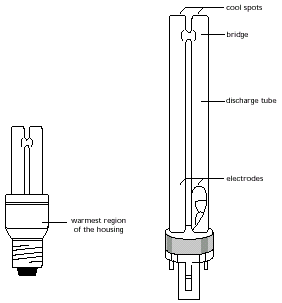 cool spots
bridge
discharge tube
electrodes
warmest region
of the housing